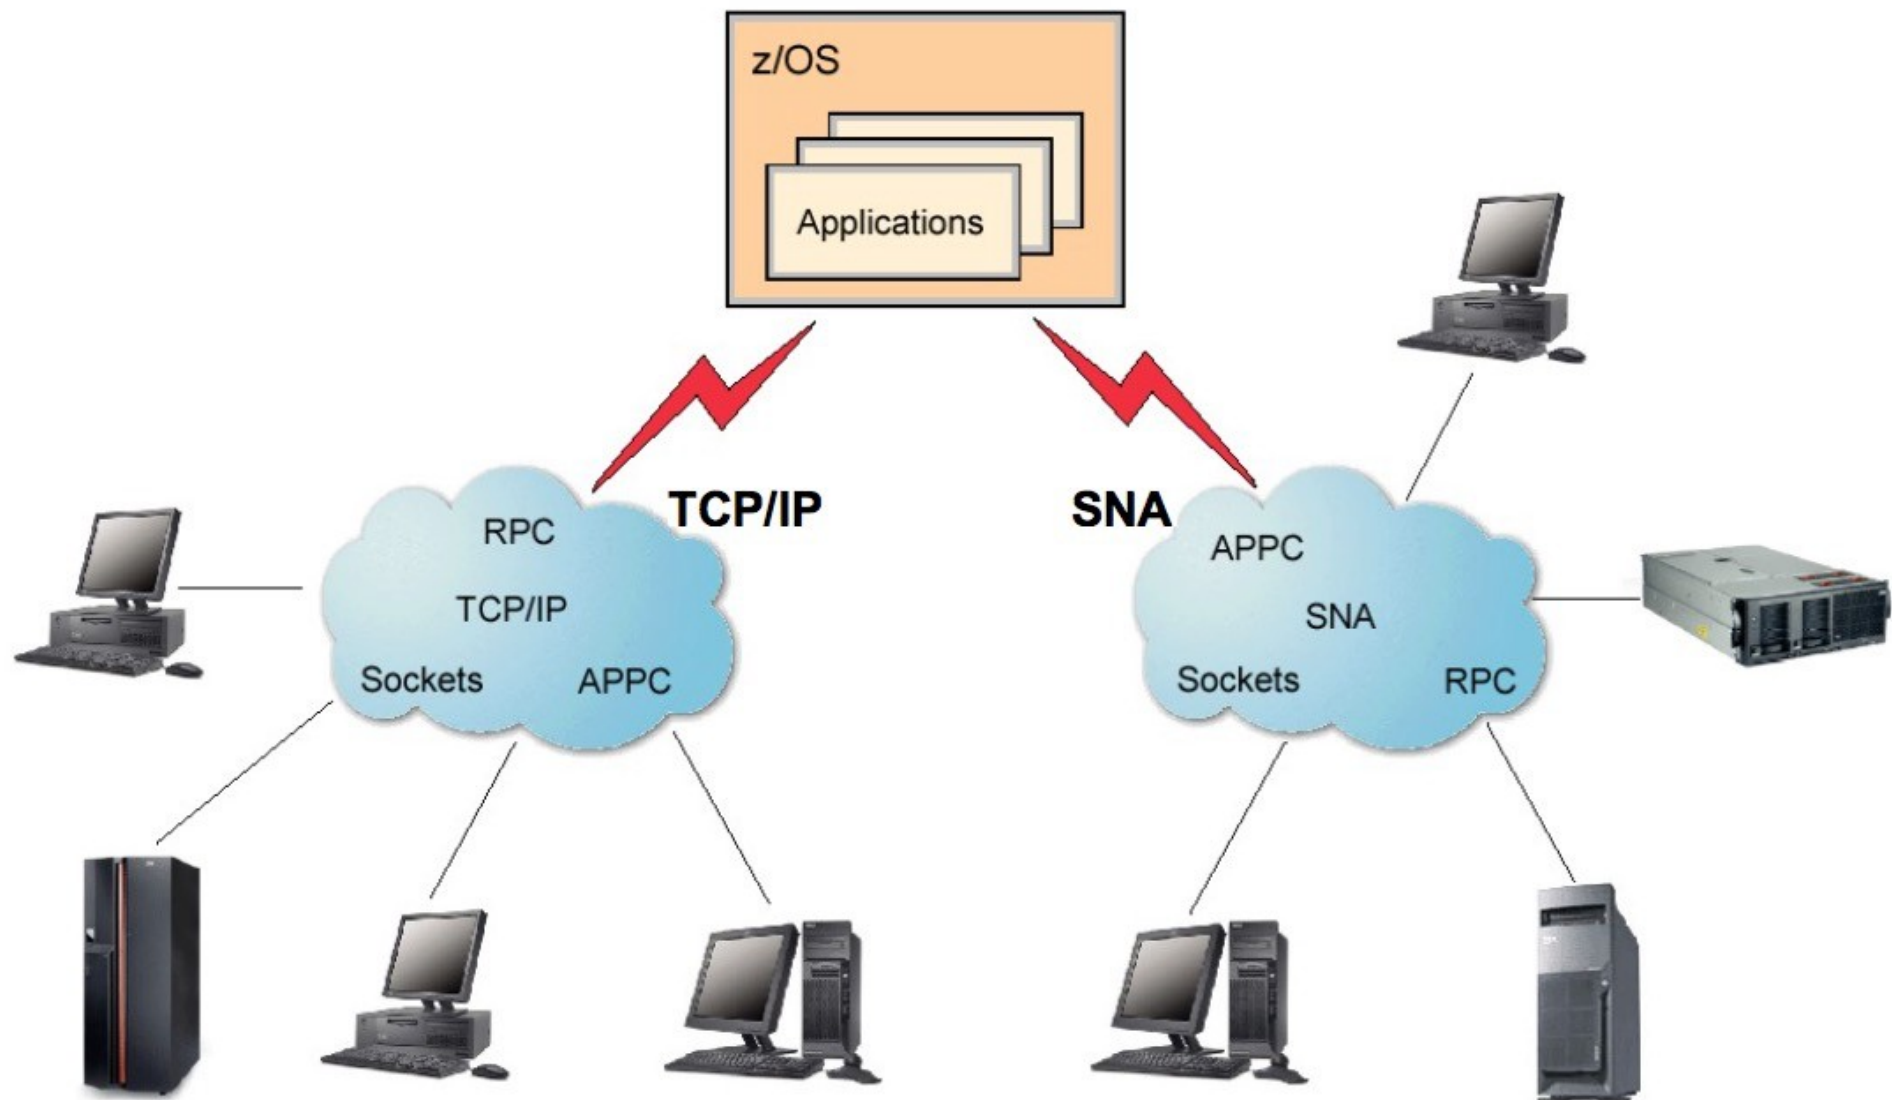 z/OS
Applications
TCP/IP
SNA
RPC
TCP/IP
Sockets
APPC
APPC
SNA
Sockets
RPC